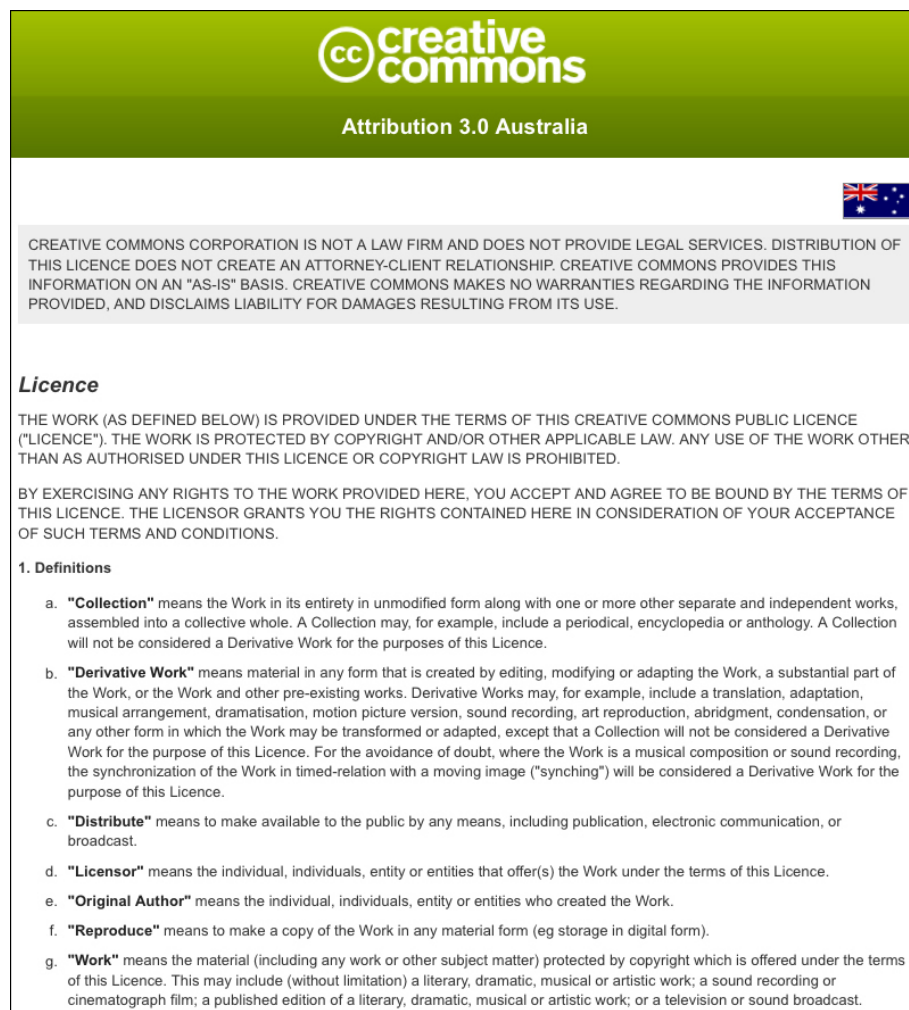 cc creative
commons
Attribution 3.0 Australia
CREATIVE COMMONS CORPORATION IS NOT A LAW FIRM AND DOES NOT PROVIDE LEGAL SERVICES. DISTRIBUTION OF
THIS LICENCE DOES NOT CREATE AN ATTORNEY-CLIENT RELATIONSHIP. CREATIVE COMMONS PROVIDES THIS
INFORMATION ON AN "AS-IS" BASIS. CREATIVE COMMONS MAKES NO WARRANTIES REGARDING THE INFORMATION
PROVIDED, AND DISCLAIMS LIABILITY FOR DAMAGES RESULTING FROM ITS USE.
Licence
THE WORK (AS DEFINED BELOW) IS PROVIDED UNDER THE TERMS OF THIS CREATIVE COMMONS PUBLIC LICENCE
("LICENCE"). THE WORK IS PROTECTED BY COPYRIGHT AND/OR OTHER APPLICABLE LAW. ANY USE OF THE WORK OTHER
THAN AS AUTHORISED UNDER THIS LICENCE OR COPYRIGHT LAW IS PROHIBITED.
BY EXERCISING ANY RIGHTS TO THE WORK PROVIDED HERE, YOU ACCEPT AND AGREE TO BE BOUND BY THE TERMS OF
THIS LICENCE. THE LICENSOR GRANTS YOU THE RIGHTS CONTAINED HERE IN CONSIDERATION OF YOUR ACCEPTANCE
OF SUCH TERMS AND CONDITIONS.
1. Definitions
a. "Collection" means the Work in its entirety in unmodified form along with one or more other separate and independent works,
assembled into a collective whole. A Collection may, for example, include a periodical, encyclopedia or anthology. A Collection
will not be considered a Derivative Work for the purposes of this Licence.
b. "Derivative Work" means material in any form that is created by editing, modifying or adapting the Work, a substantial part of
the Work, or the Work and other pre-existing works. Derivative Works may, for example, include a translation, adaptation,
musical arrangement, dramatisation, motion picture version, sound recording, art reproduction, abridgment, condensation, or
any other form in which the Work may be transformed or adapted, except that a Collection will not be considered a Derivative
Work for the purpose of this Licence. For the avoidance of doubt, where the Work is a musical composition or sound recording,
the synchronization of the Work in timed-relation with a moving image ("synching") will be considered a Derivative Work for the
purpose of this Licence.
c. "Distribute" means to make available to the public by any means, including publication, electronic communication, or
broadcast.
d. "Licensor" means the individual, individuals, entity or entities that offer(s) the Work under the terms of this Licence.
e. "Original Author" means the individual, individuals, entity or entities who created the Work.
f. "Reproduce" means to make a copy of the Work in any material form (eg storage in digital form).
g. "Work" means the material (including any work or other subject matter) protected by copyright which is offered under the terms
of this Licence. This may include (without limitation) a literary, dramatic, musical or artistic work; a sound recording or
cinematograph film; a published edition of a literary, dramatic, musical or artistic work; or a television or sound broadcast.